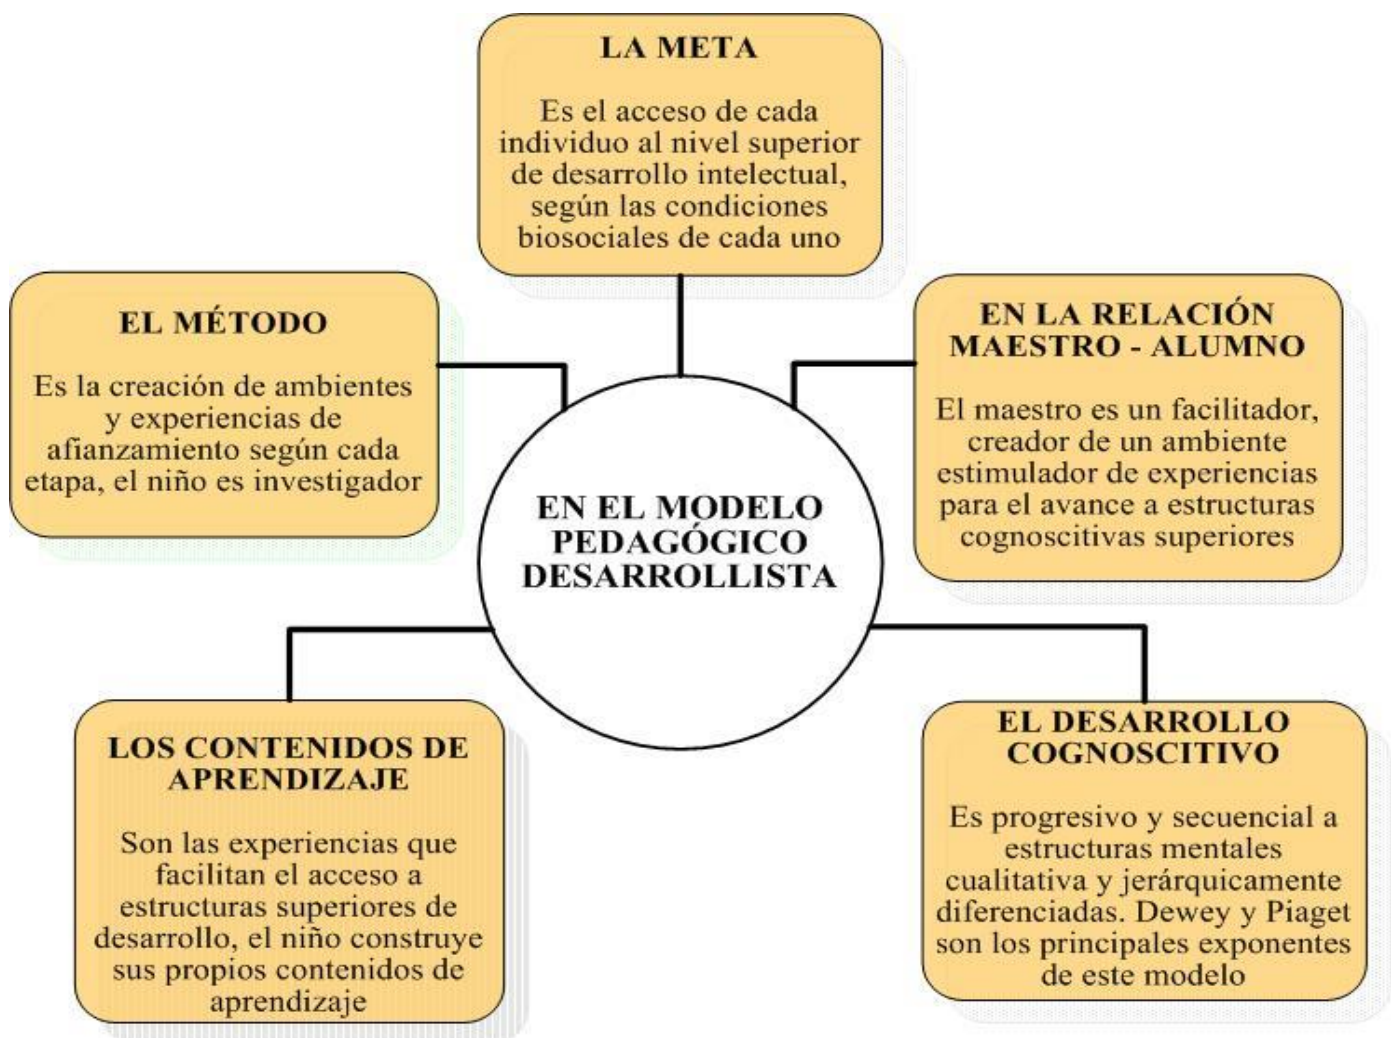 LA META
Es el acceso de cada
individuo al nivel superior
de desarrollo intelectual,
según las condiciones
biosociales de cada uno
EL MÉTODO
Es la creación de ambientes
y experiencias de
afianzamiento según cada
etapa, el niño es investigador
EN LA RELACIÓN
MAESTRO - ALUMNO
El maestro es un facilitador,
creador de un ambiente
estimulador de experiencias
para el avance a estructuras
cognoscitivas superiores
EN EL MODELO
PEDAGÓGICO
DESARROLLISTA
LOS CONTENIDOS DE
APRENDIZAJE
Son las experiencias que
facilitan el acceso a
estructuras superiores de
desarrollo, el niño construye
sus propios contenidos de
aprendizaje
EL DESARROLLO
COGNOSCITIVO
Es progresivo y secuencial a
estructuras mentales
cualitativa y jerárquicamente
diferenciadas. Dewey y Piaget
son los principales exponentes
de este modelo